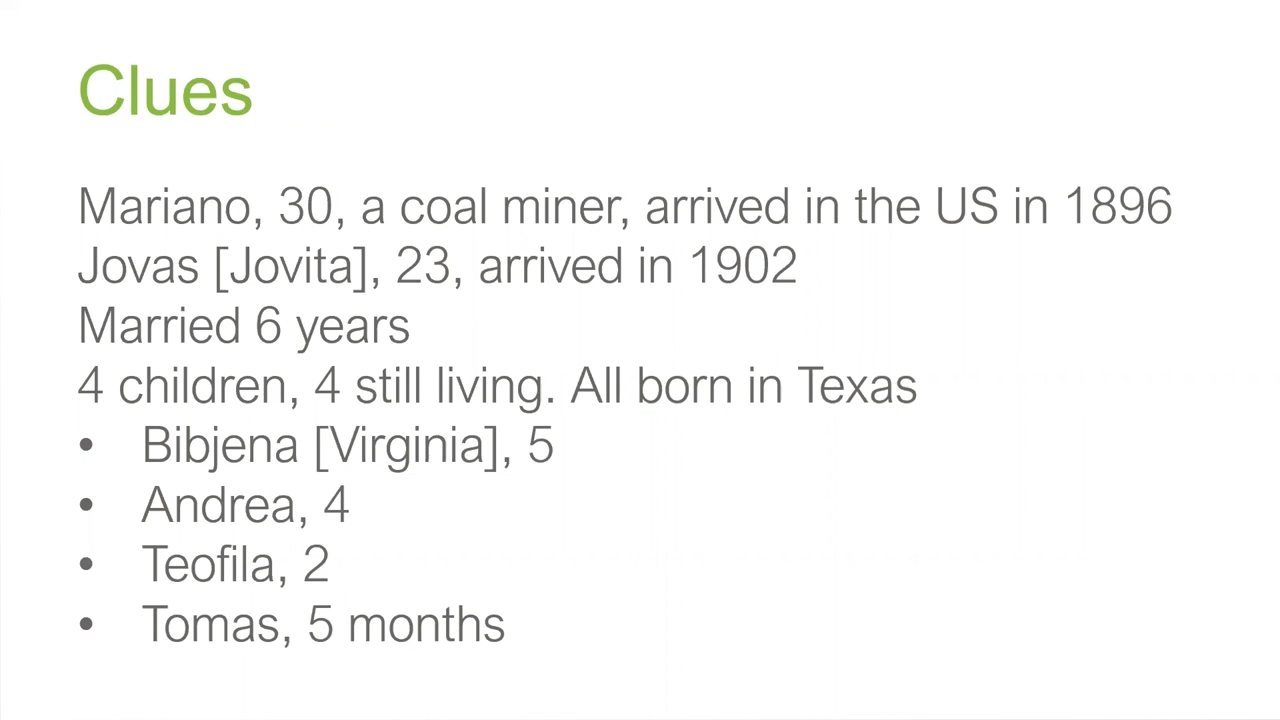 Clues
Mariano, 30, a coal miner, arrived in the US in 1896
Jovas [Jovita], 23, arrived in 1902
Married 6 years
4 children, 4 still living. All born in Texas
• Bibjena [Virginia], 5
• Andrea, 4
• Teofila, 2
• Tomas, 5 months